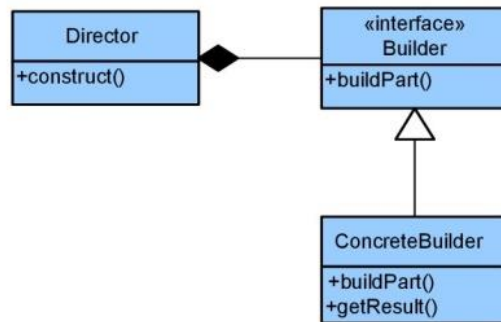 Director
+construct()
«interface»
Builder
+buildPart()
ConcreteBuilder
+buildPart()
+getResult()